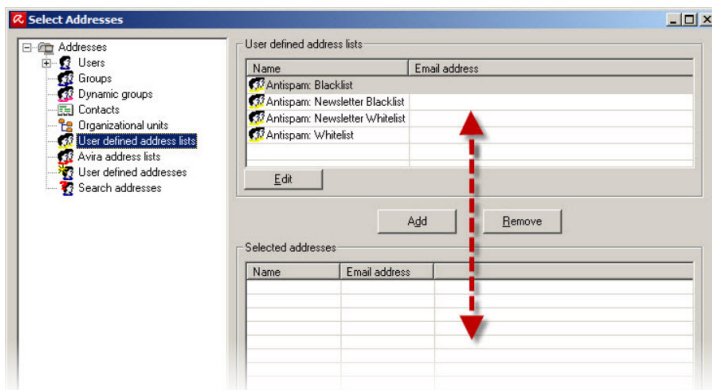 Select Addresses
Addresses
Users
Groups
Dynamic groups
Contacts
Organizational units
User defined address lists
Avira address lists
User defined addresses
Search addresses
User defined address lists
Name Email address
Antispam: Blacklist
Antispam: Newsletter Blacklist
Antispam: Newsletter Whitelist
Antispam: Whitelist
Edit
Add Remove
Selected addresses
Name Email address